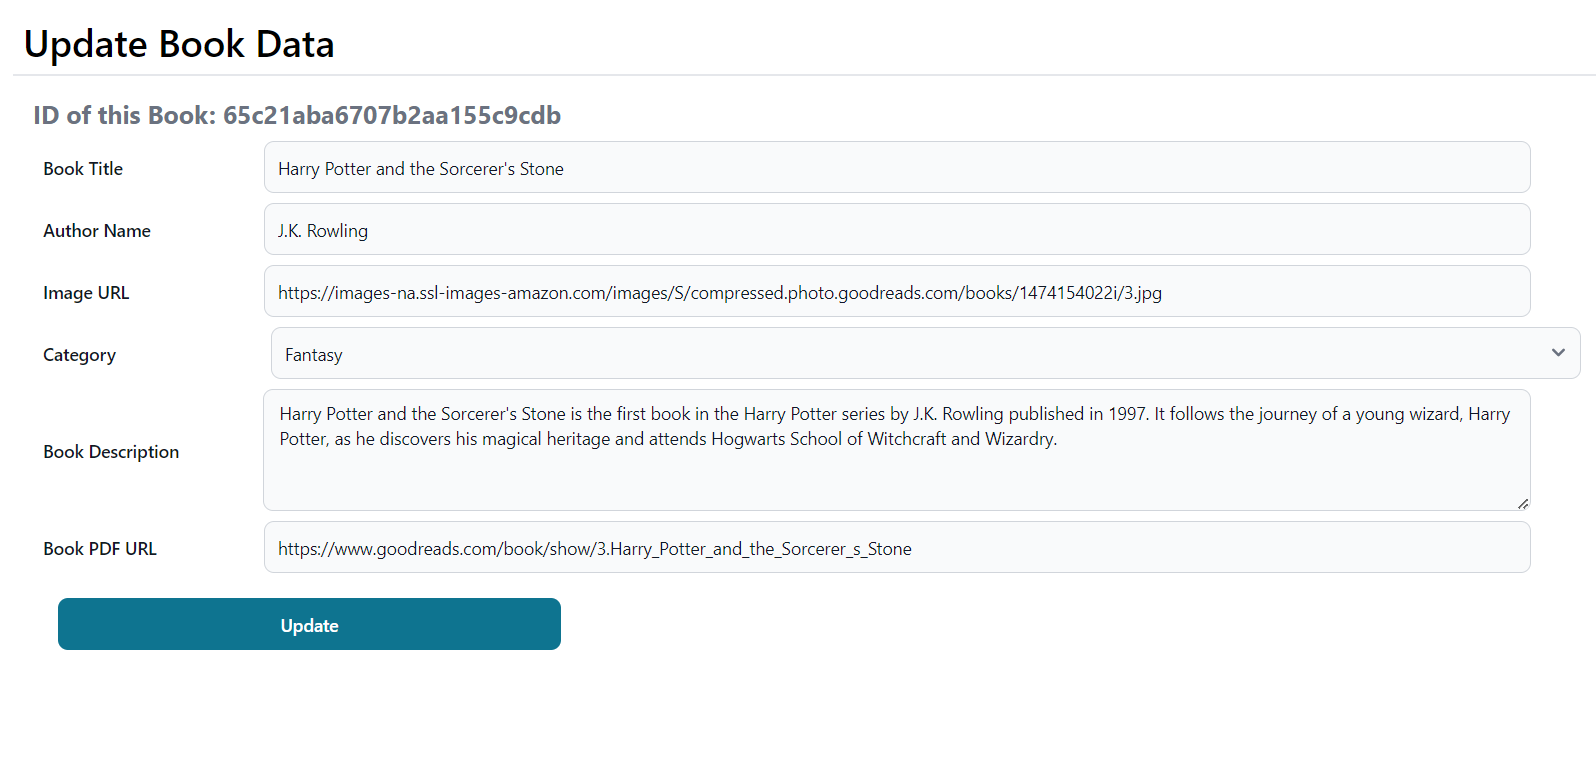 Update Book Data
ID of this Book: 65c21aba6707b2aa155c9cdb
Book Title
Harry Potter and the Sorcerer's Stone
Author Name
J.K. Rowling
Image URL
https://images-na.ssl-images-amazon.com/images/S/compressed.photo.goodreads.com/books/1474154022i/3.jpg
Category
Fantasy
Book Description
Harry Potter and the Sorcerer's Stone is the first book in the Harry Potter series by J.K. Rowling published in 1997. It follows the journey of a young wizard, Harry
Potter, as he discovers his magical heritage and attends Hogwarts School of Witchcraft and Wizardry.
Book PDF URL
https://www.goodreads.com/book/show/3.Harry_Potter_and_the_Sorcerer_s_Stone
Update